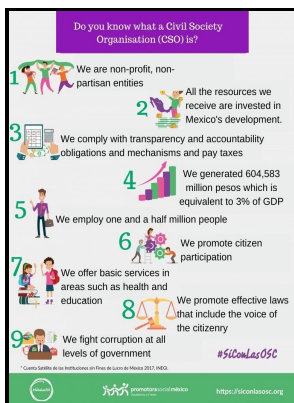 Do you know what a Civil Society
Organisation (CSO) is?
1
We are non-profit, non-
partisan entities
2
All the resources we
receive are invested in
Mexico's development.
3
We comply with transparency and accountability
obligations and mechanisms and pay taxes
4
We generated 604,583
million pesos which is
equivalent to 3% of GDP
5
We employ one and a half million people
6
We promote citizen
participation
7
We offer basic services in
areas such as health and
education
8
We promote effective laws
that include the voice of
the citizenry
9
We fight corruption at all
levels of government
#SíConLasOSC
* Cuenta Satélite de las Instituciones sin Fines de Lucro de México 2017, INEGI.
promotorasocialméxico
https://siconlasosc.org